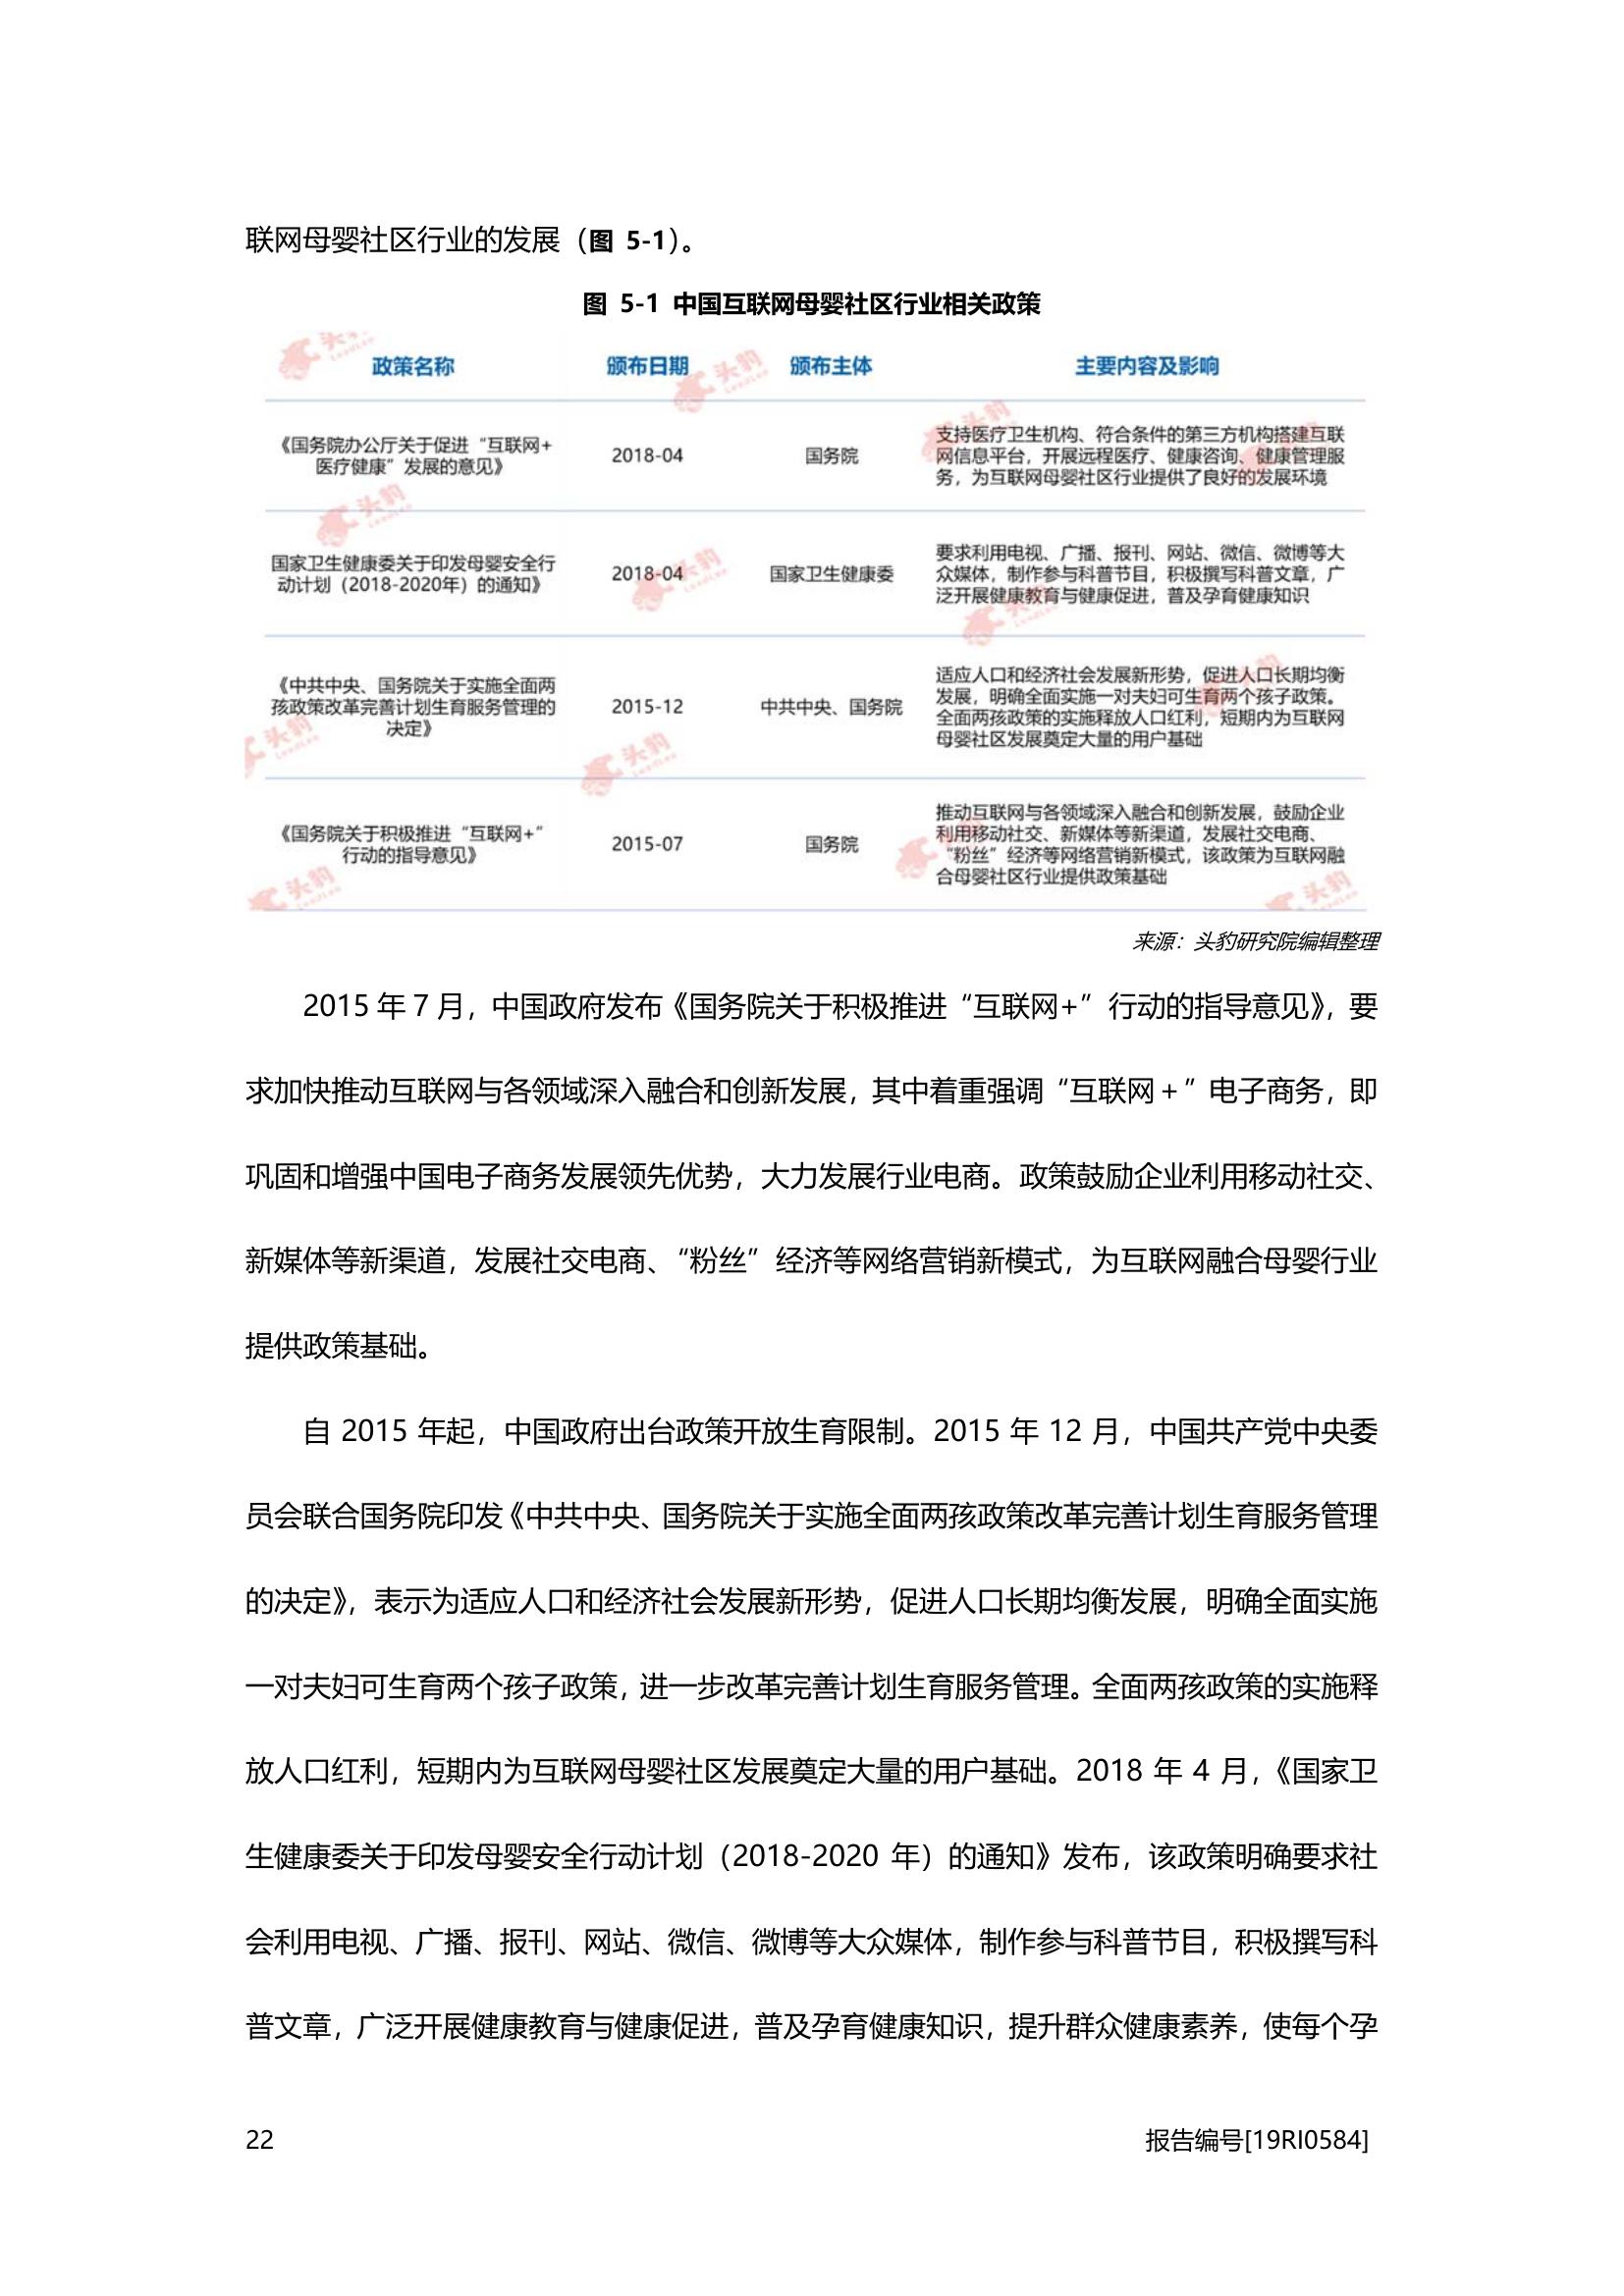 联网母婴社区行业的发展（图 5-1）。
图 5-1 中国互联网母婴社区行业相关政策
政策名称 颁布日期 颁布主体 主要内容及影响
《国务院办公厅关于促进“互联网+
医疗健康”发展的意见》
2018-04
国务院
支持医疗卫生机构、符合条件的第三方机构搭建互联
网信息平台，开展远程医疗、健康咨询、健康管理服
务，为互联网母婴社区行业提供了良好的发展环境
国家卫生健康委关于印发母婴安全行
动计划（2018-2020年）的通知》
2018-04
国家卫生健康委
要求利用电视、广播、报刊、网站、微信、微博等大
众媒体，制作参与科普节目，积极撰写科普文章，广
泛开展健康教育与健康促进，普及孕育健康知识
《中共中央、国务院关于实施全面两
孩政策改革完善计划生育服务管理的
决定》
2015-12
中共中央、国务院
适应人口和经济社会发展新形势，促进人口长期均衡
发展，明确全面实施一对夫妇可生育两个孩子政策。
全面两孩政策的实施释放人口红利，短期内为互联网
母婴社区发展奠定大量的用户基础
《国务院关于积极推进“互联网+”
行动的指导意见》
2015-07
国务院
推动互联网与各领域深入融合和创新发展，鼓励企业
利用移动社交、新媒体等新渠道，发展社交电商、
“粉丝”经济等网络营销新模式，该政策为互联网融
合母婴社区行业提供政策基础
头豹
LeadLeo
来源：头豹研究院编辑整理
2015 年 7 月，中国政府发布《国务院关于积极推进“互联网+”行动的指导意见》，要
求加快推动互联网与各领域深入融合和创新发展，其中着重强调“互联网＋”电子商务，即
巩固和增强中国电子商务发展领先优势，大力发展行业电商。政策鼓励企业利用移动社交、
新媒体等新渠道，发展社交电商、“粉丝”经济等网络营销新模式，为互联网融合母婴行业
提供政策基础。
自 2015 年起，中国政府出台政策开放生育限制。2015 年 12 月，中国共产党中央委
员会联合国务院印发《中共中央、国务院关于实施全面两孩政策改革完善计划生育服务管理
的决定》，表示为适应人口和经济社会发展新形势，促进人口长期均衡发展，明确全面实施
一对夫妇可生育两个孩子政策，进一步改革完善计划生育服务管理。全面两孩政策的实施释
放人口红利，短期内为互联网母婴社区发展奠定大量的用户基础。2018 年 4 月，《国家卫
生健康委关于印发母婴安全行动计划（2018-2020 年）的通知》发布，该政策明确要求社
会利用电视、广播、报刊、网站、微信、微博等大众媒体，制作参与科普节目，积极撰写科
普文章，广泛开展健康教育与健康促进，普及孕育健康知识，提升群众健康素养，使每个孕
22 报告编号[19RI0584]